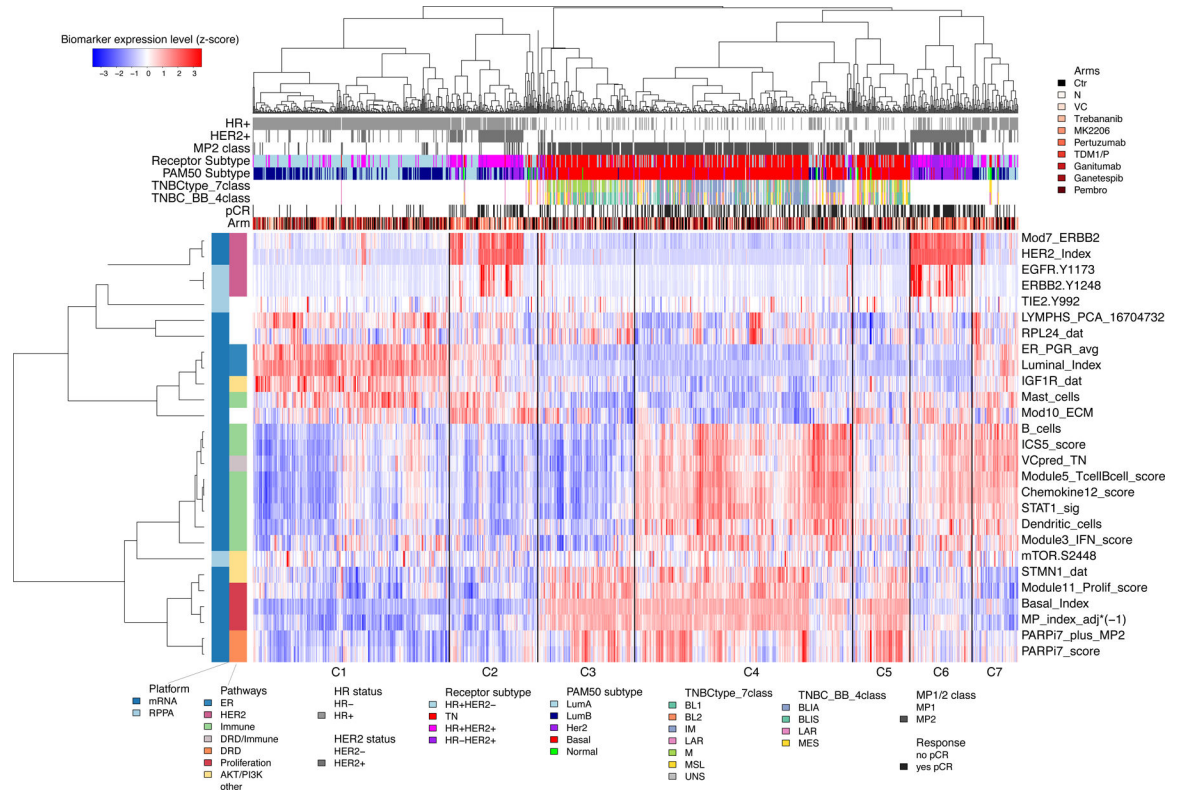 Biomarker expression level (z-score)
−3 −2 −1 0 1 2 3
Arms
Ctr
N
VC
Trebananib
MK2206
Pertuzumab
TDM1/P
Ganitumab
Ganetespib
Pembro
HR+
HER2+
MP2 class
Receptor Subtype
PAM50 Subtype
TNBCtype_7class
TNBC_BB_4class
pCR
Arm
Mod7_ERBB2
HER2_Index
EGFR.Y1173
ERBB2.Y1248
TIE2.Y992
LYMPHS_PCA_16704732
RPL24_dat
ER_PGR_avg
Luminal_Index
IGF1R_dat
Mast_cells
Mod10_ECM
B_cells
ICS5_score
VCpred_TN
Module5_TcellBcell_score
Chemokine12_score
STAT1_sig
Dendritic_cells
Module3_IFN_score
mTOR.S2448
STMN1_dat
Module11_Prolif_score
Basal_Index
MP_index_adj*(−1)
PARPi7_plus_MP2
PARPi7_score
C1 C2 C3 C4 C5 C6 C7
Platform
mRNA
RPPA
Pathways
ER
HER2
Immune
DRD/Immune
DRD
Proliferation
AKT/PI3K
other
HR status
HR−
HR+
HER2 status
HER2−
HER2+
Receptor subtype
HR+HER2−
TN
HR+HER2+
HR−HER2+
PAM50 subtype
LumA
LumB
Her2
Basal
Normal
TNBCtype_7class
BL1
BL2
IM
LAR
M
MSL
UNS
TNBC_BB_4class
BLIA
BLIS
LAR
MES
MP1/2 class
MP1
MP2
Response
no pCR
yes pCR